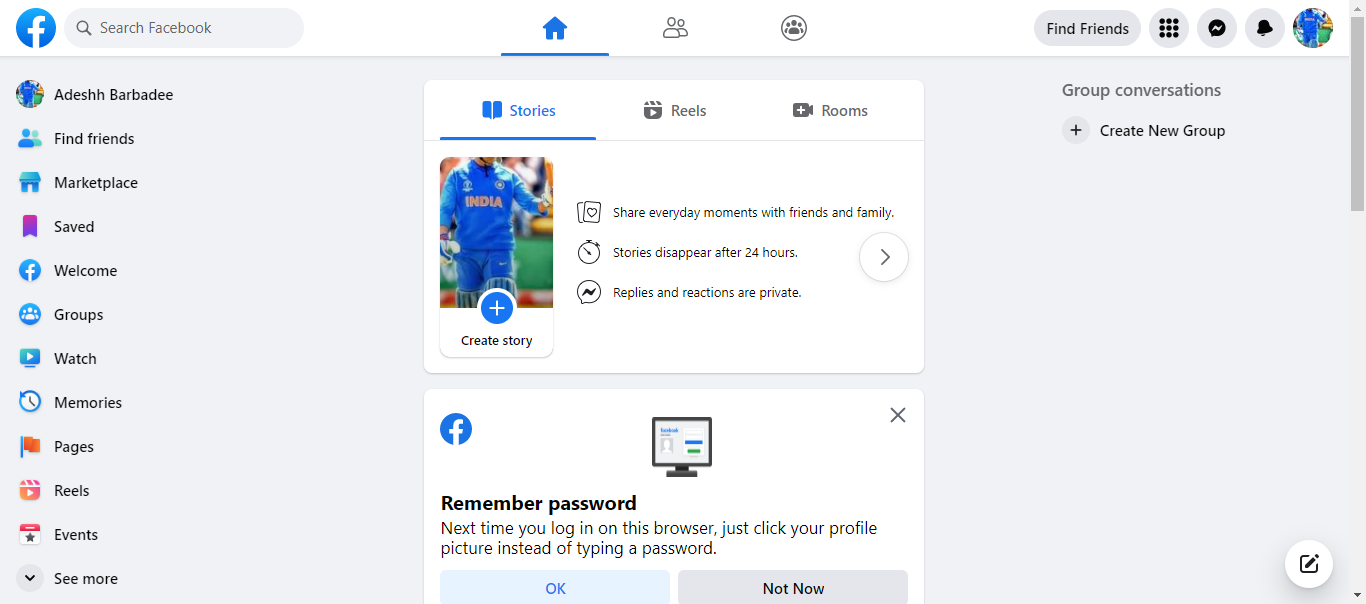 Search Facebook
Find Friends
Adeshh Barbadee
Find friends
Marketplace
Saved
Welcome
Groups
Watch
Memories
Pages
Reels
Events
See more
Stories
Reels
Rooms
INDIA
Create story
Share everyday moments with friends and family.
Stories disappear after 24 hours.
Replies and reactions are private.
facebook
Remember password
Next time you log in on this browser, just click your profile
picture instead of typing a password.
OK
Not Now
Group conversations
Create New Group